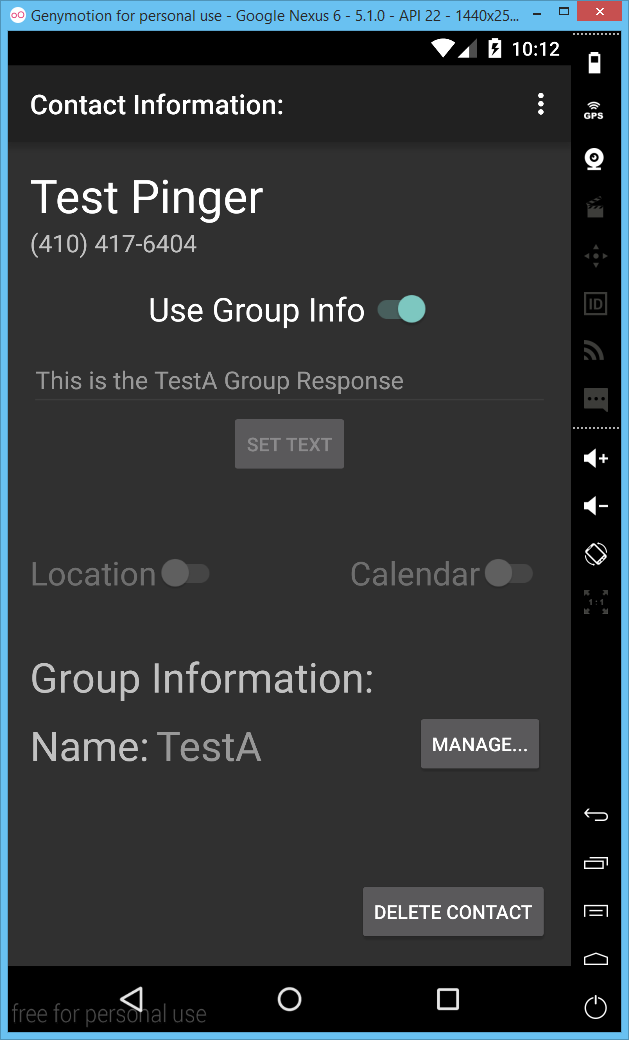 Genymotion for personal use - Google Nexus 6 - 5.1.0 - API 22 - 1440x25...
10:12
Contact Information:
GPS
Test Pinger
(410) 417-6404
Use Group Info
ID
This is the TestA Group Response
SET TEXT
Location
Calendar
1:1
Group Information:
Name: TestA
MANAGE...
DELETE CONTACT
free for personal use